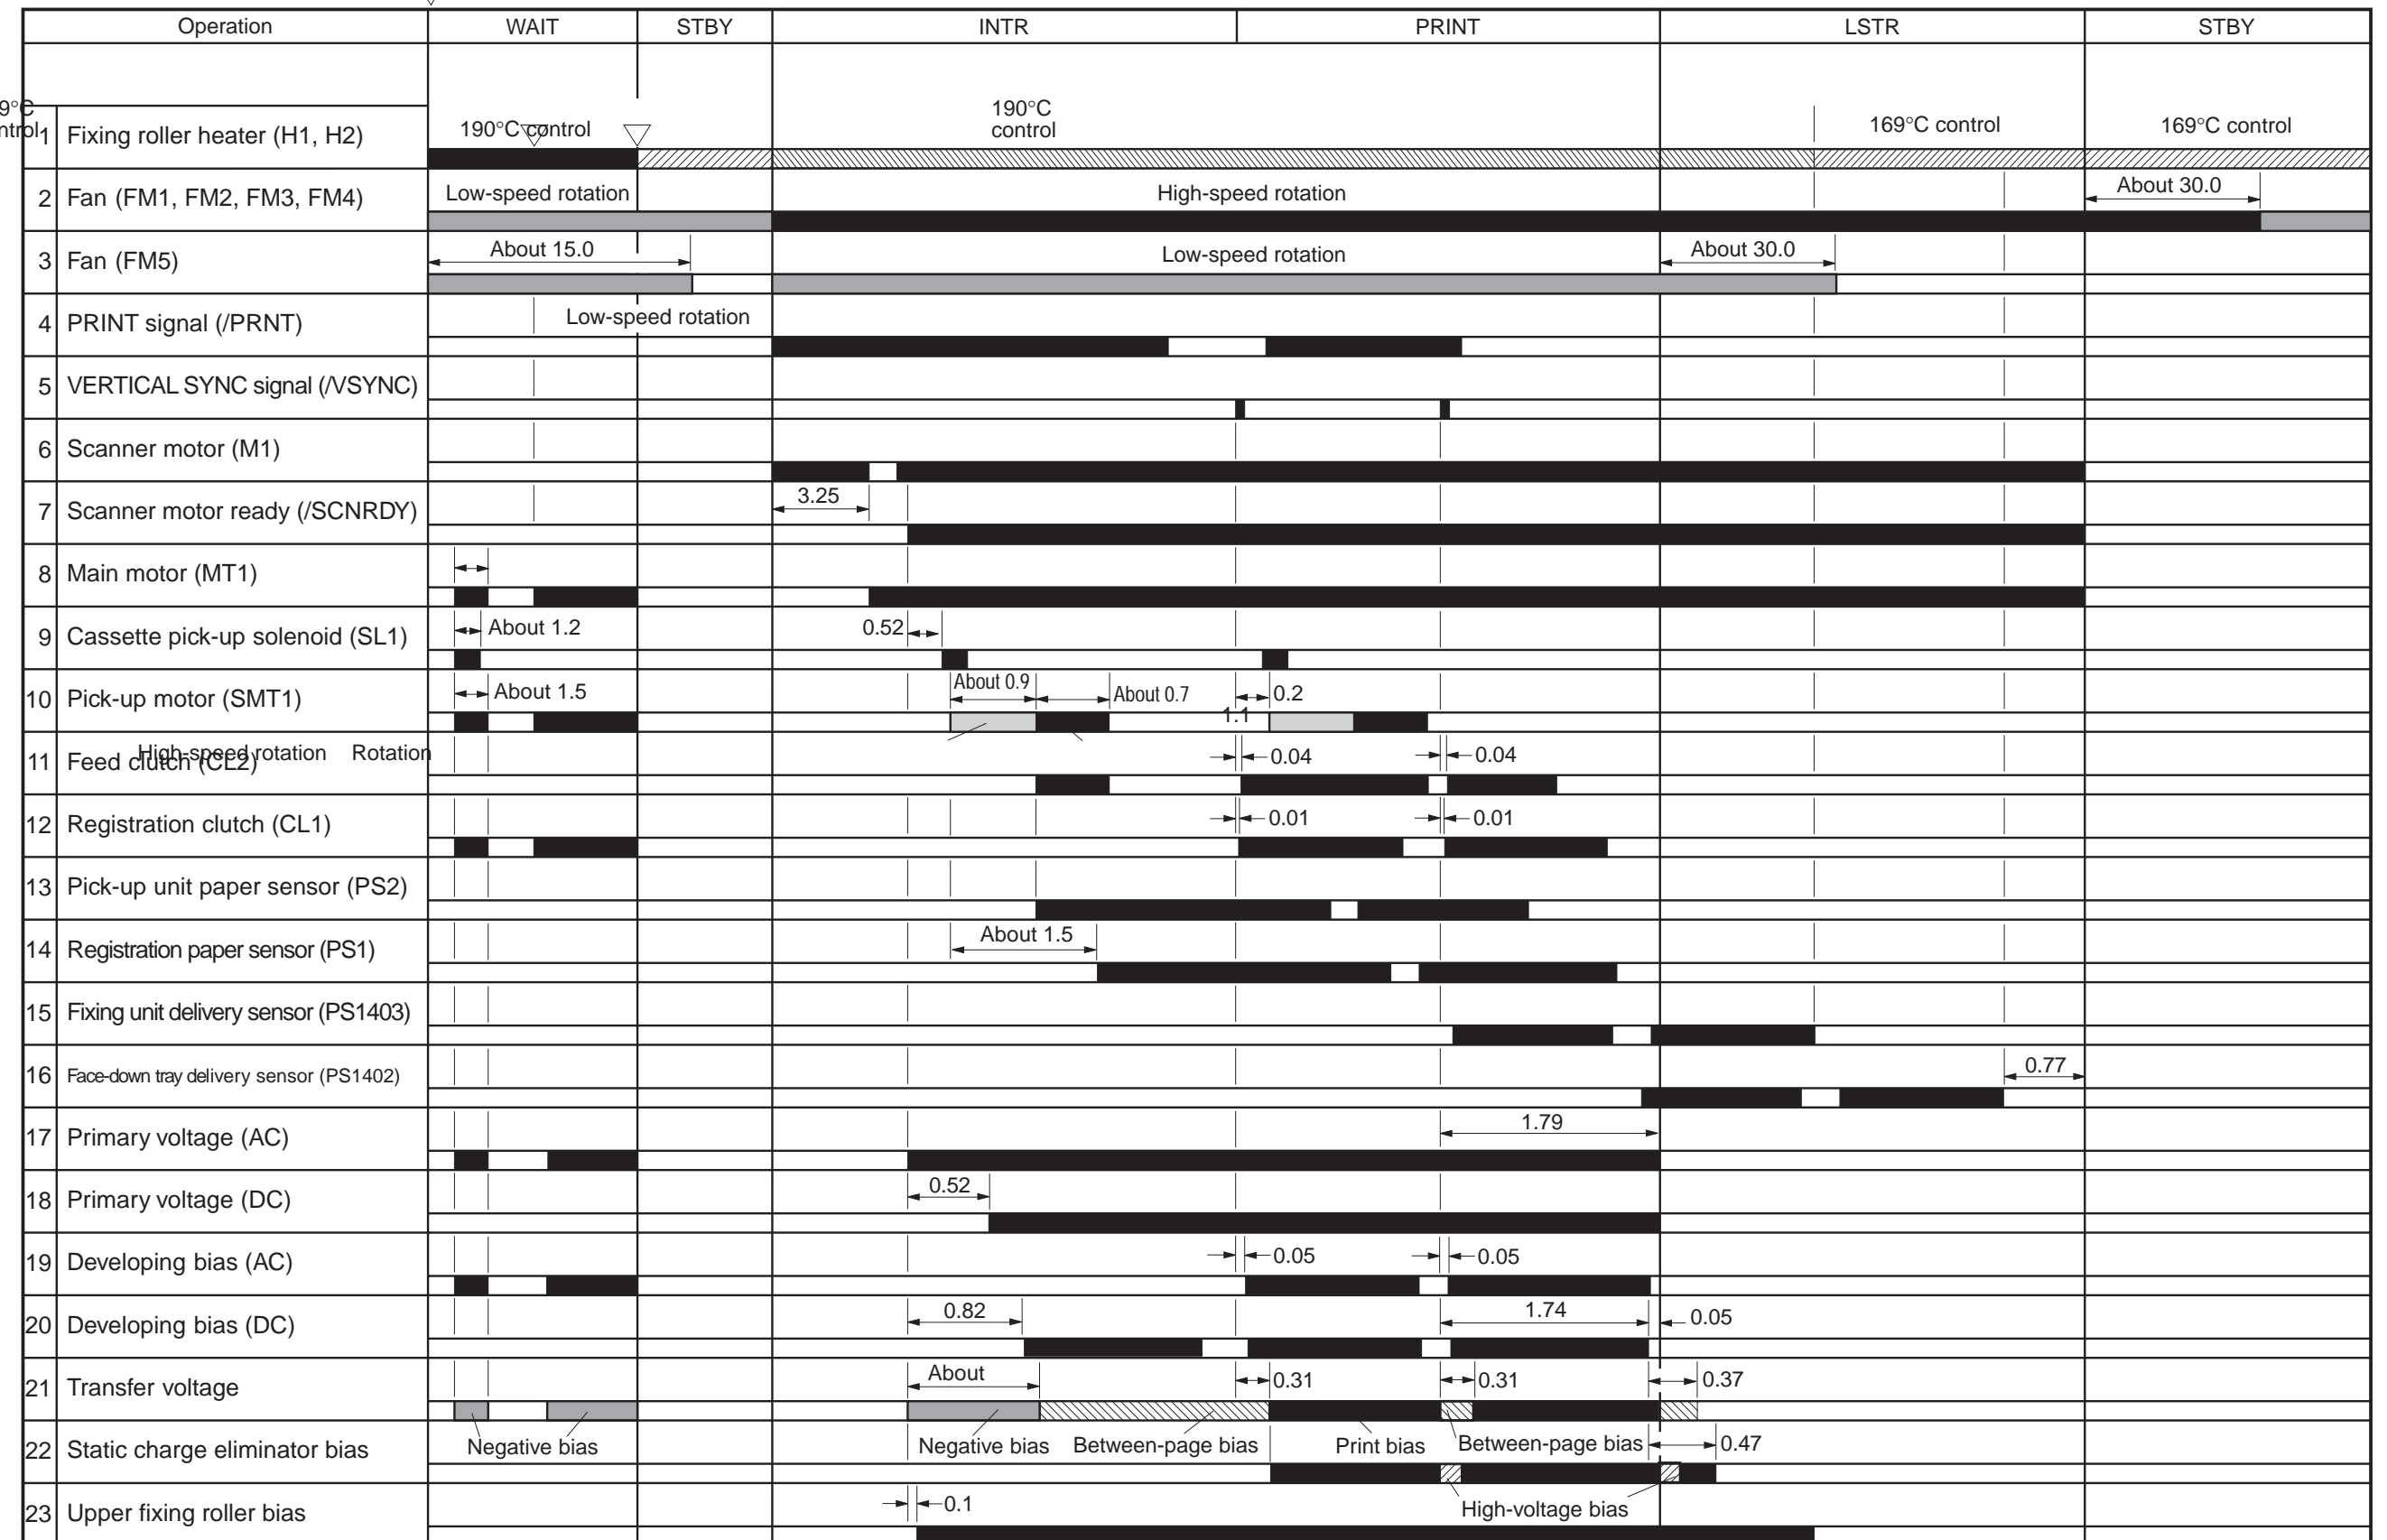 Operation WAIT STBY INTR PRINT LSTR STBY
9°C
ntrol
190°C
control
1 Fixing roller heater (H1, H2) 190°C control 169°C control 169°C control
2 Fan (FM1, FM2, FM3, FM4) Low-speed rotation High-speed rotation About 30.0
3 Fan (FM5) About 15.0 Low-speed rotation About 30.0
4 PRINT signal (/PRNT) Low-speed rotation
5 VERTICAL SYNC signal (/VSYNC)
6 Scanner motor (M1)
7 Scanner motor ready (/SCNRDY) 3.25
8 Main motor (MT1)
9 Cassette pick-up solenoid (SL1) About 1.2 0.52
10 Pick-up motor (SMT1) About 1.5 About 0.9 About 0.7 0.2
1.1
High-speed rotation Rotation
11 Feed clutch (CL2) 0.04 0.04
12 Registration clutch (CL1) 0.01 0.01
13 Pick-up unit paper sensor (PS2)
14 Registration paper sensor (PS1) About 1.5
15 Fixing unit delivery sensor (PS1403)
16 Face-down tray delivery sensor (PS1402) 0.77
17 Primary voltage (AC) 1.79
18 Primary voltage (DC) 0.52
19 Developing bias (AC) 0.05 0.05
20 Developing bias (DC) 0.82 1.74 0.05
21 Transfer voltage About 0.31 0.31 0.37
22 Static charge eliminator bias Negative bias Negative bias Between-page bias Print bias Between-page bias 0.47
23 Upper fixing roller bias 0.1 High-voltage bias